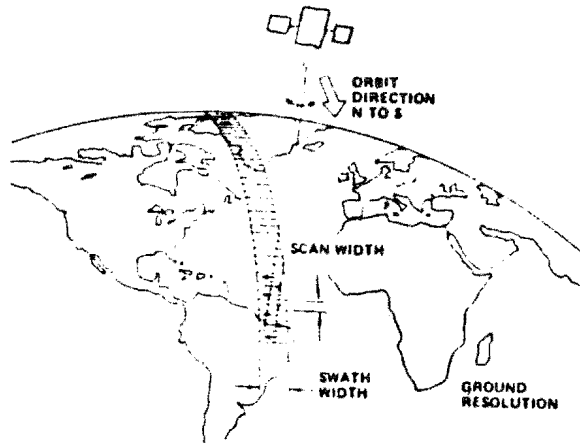 ORBIT
DIRECTION
N TO S
SCAN WIDTH
SWATH
WIDTH
GROUND
RESOLUTION